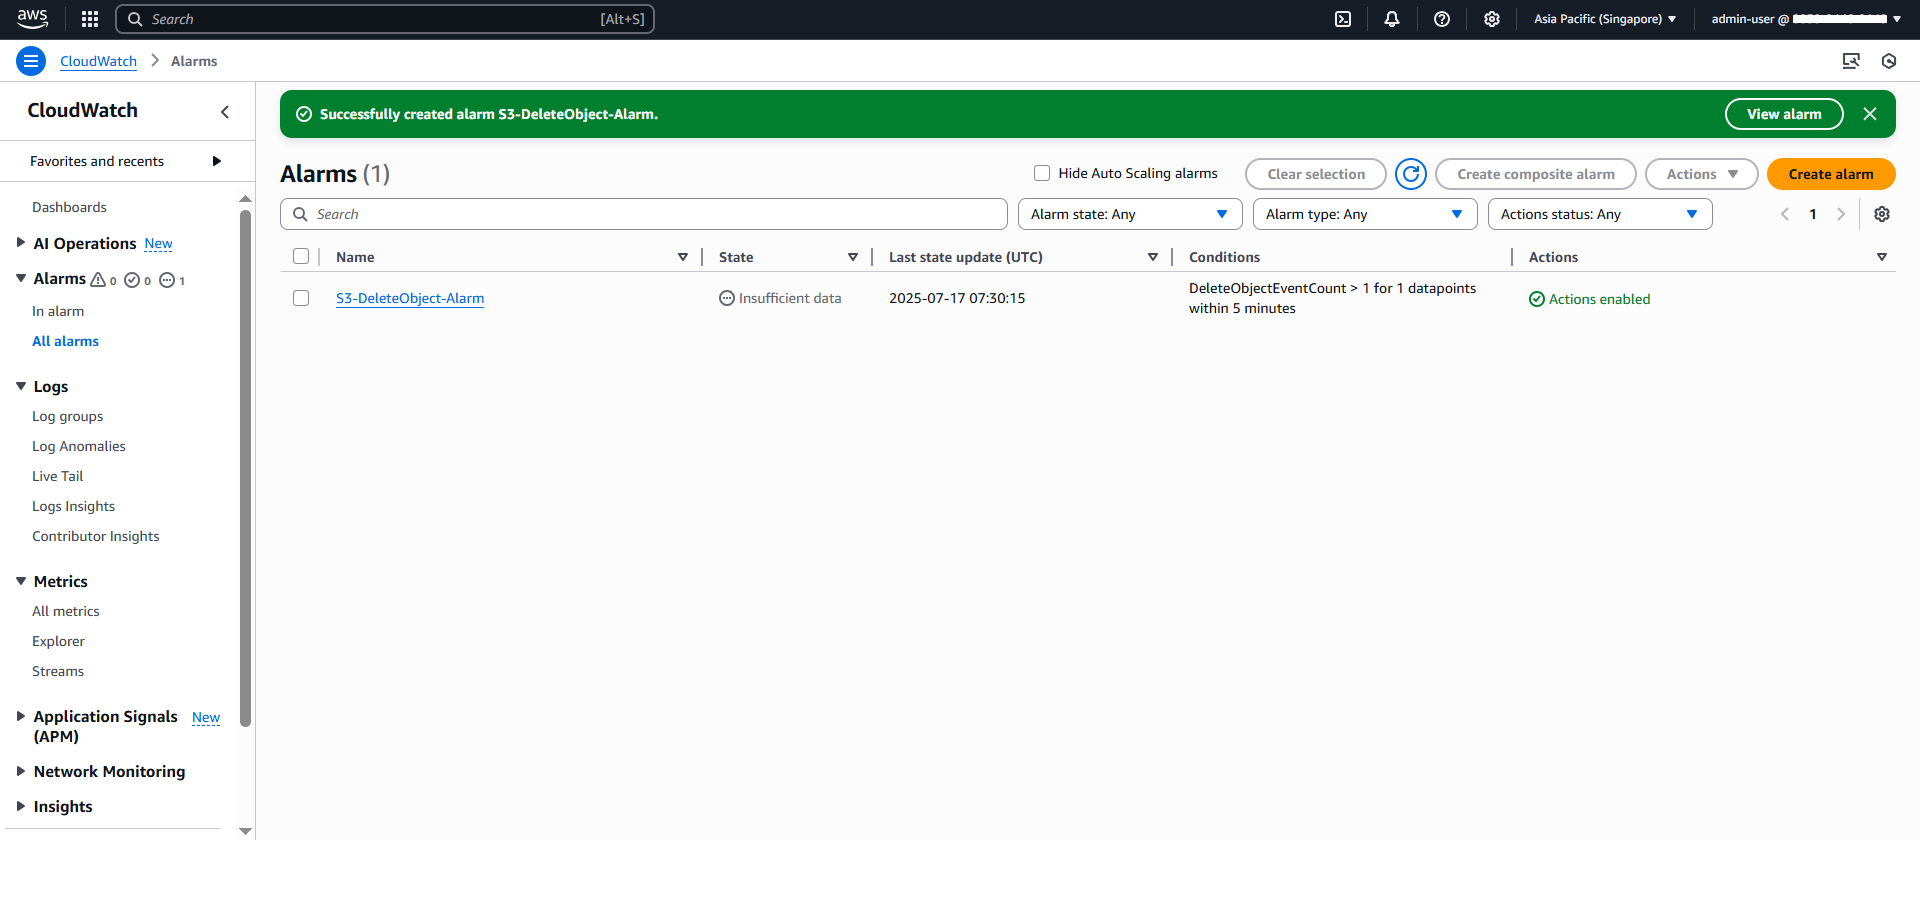 aws
Search
[Alt+S]
Asia Pacific (Singapore)
admin-user @
CloudWatch
Alarms
CloudWatch
Favorites and recents
Dashboards
AI Operations New
Alarms 0 0 1
In alarm
All alarms
Logs
Log groups
Log Anomalies
Live Tail
Logs Insights
Contributor Insights
Metrics
All metrics
Explorer
Streams
Application Signals New
(APM)
Network Monitoring
Insights
Successfully created alarm S3-DeleteObject-Alarm.
View alarm
Alarms (1)
Hide Auto Scaling alarms
Clear selection
Create composite alarm
Actions
Create alarm
Search
Alarm state: Any
Alarm type: Any
Actions status: Any
1
Name
State
Last state update (UTC)
Conditions
Actions
S3-DeleteObject-Alarm
Insufficient data
2025-07-17 07:30:15
DeleteObjectEventCount > 1 for 1 datapoints
within 5 minutes
Actions enabled